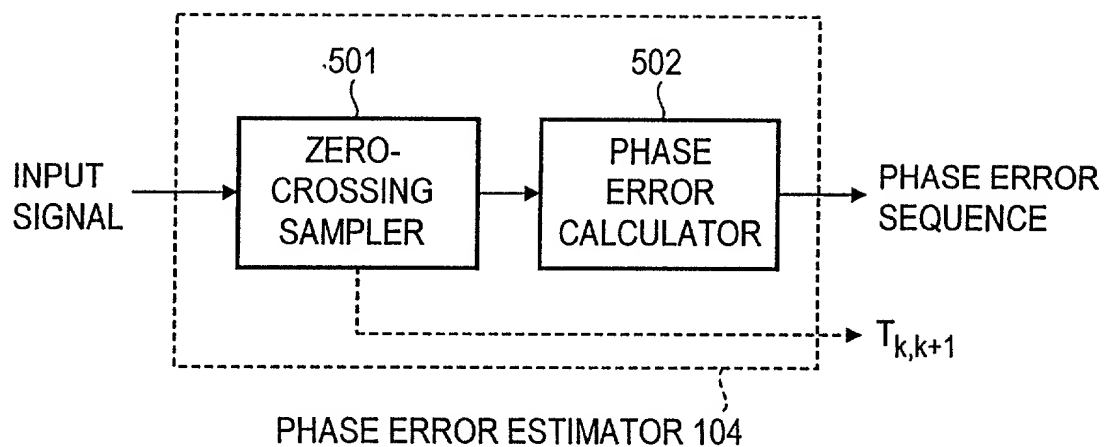 501
502
INPUT
SIGNAL
ZERO-
CROSSING
SAMPLER
PHASE
ERROR
CALCULATOR
PHASE ERROR
SEQUENCE
T_{k,k+1}
PHASE ERROR ESTIMATOR 104